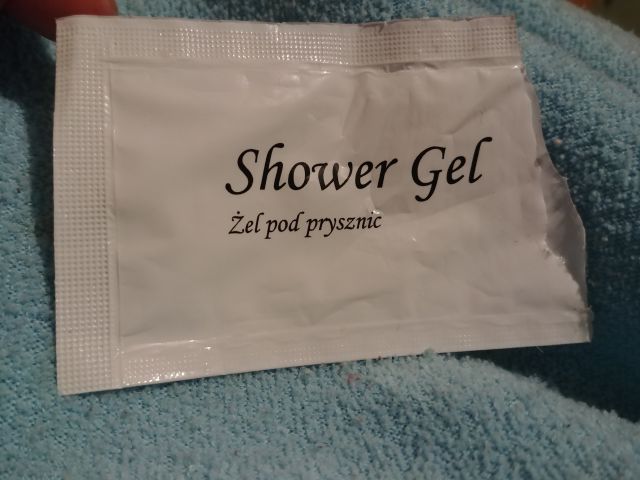 Shower Gel
Żel pod prysznic